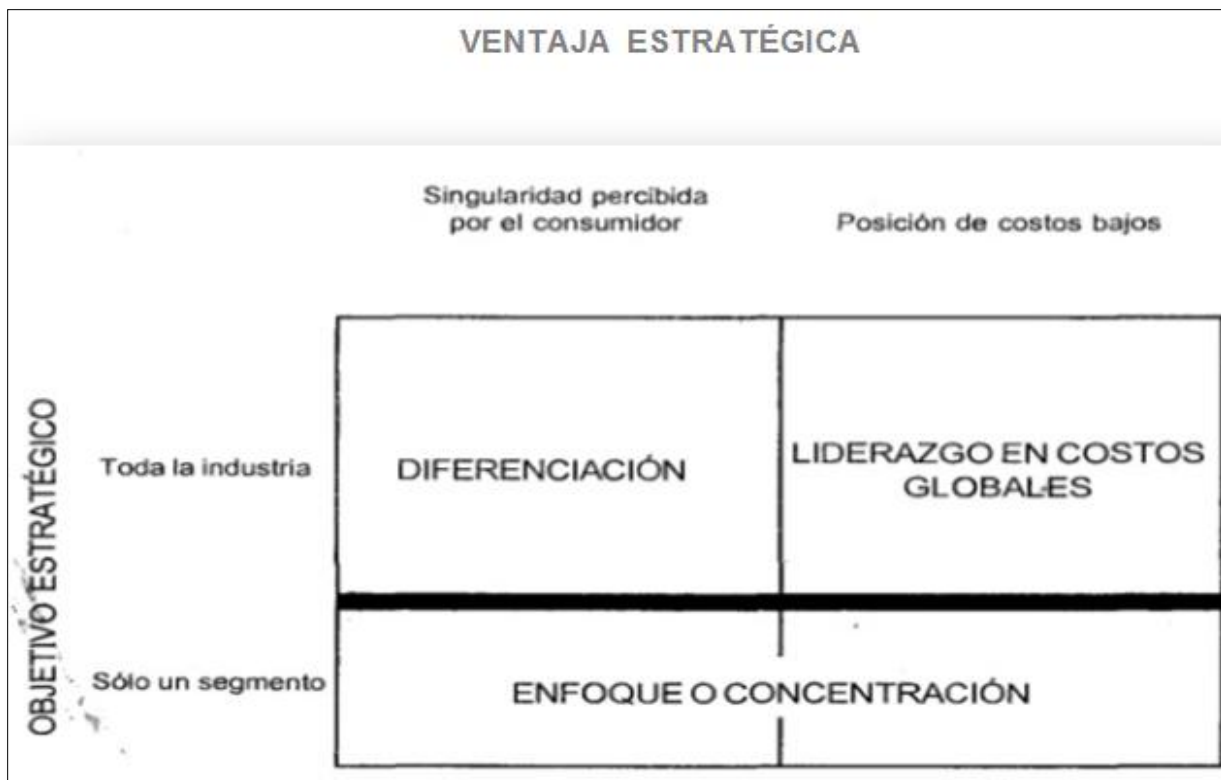 VENTAJA ESTRATÉGICA
Singularidad percibida
por el consumidor
Posición de costos bajos
OBJETIVO ESTRATÉGICO
Toda la industria
DIFERENCIACIÓN
LIDERAZGO EN COSTOS
GLOBALES
Sólo un segmento
ENFOQUE O CONCENTRACIÓN